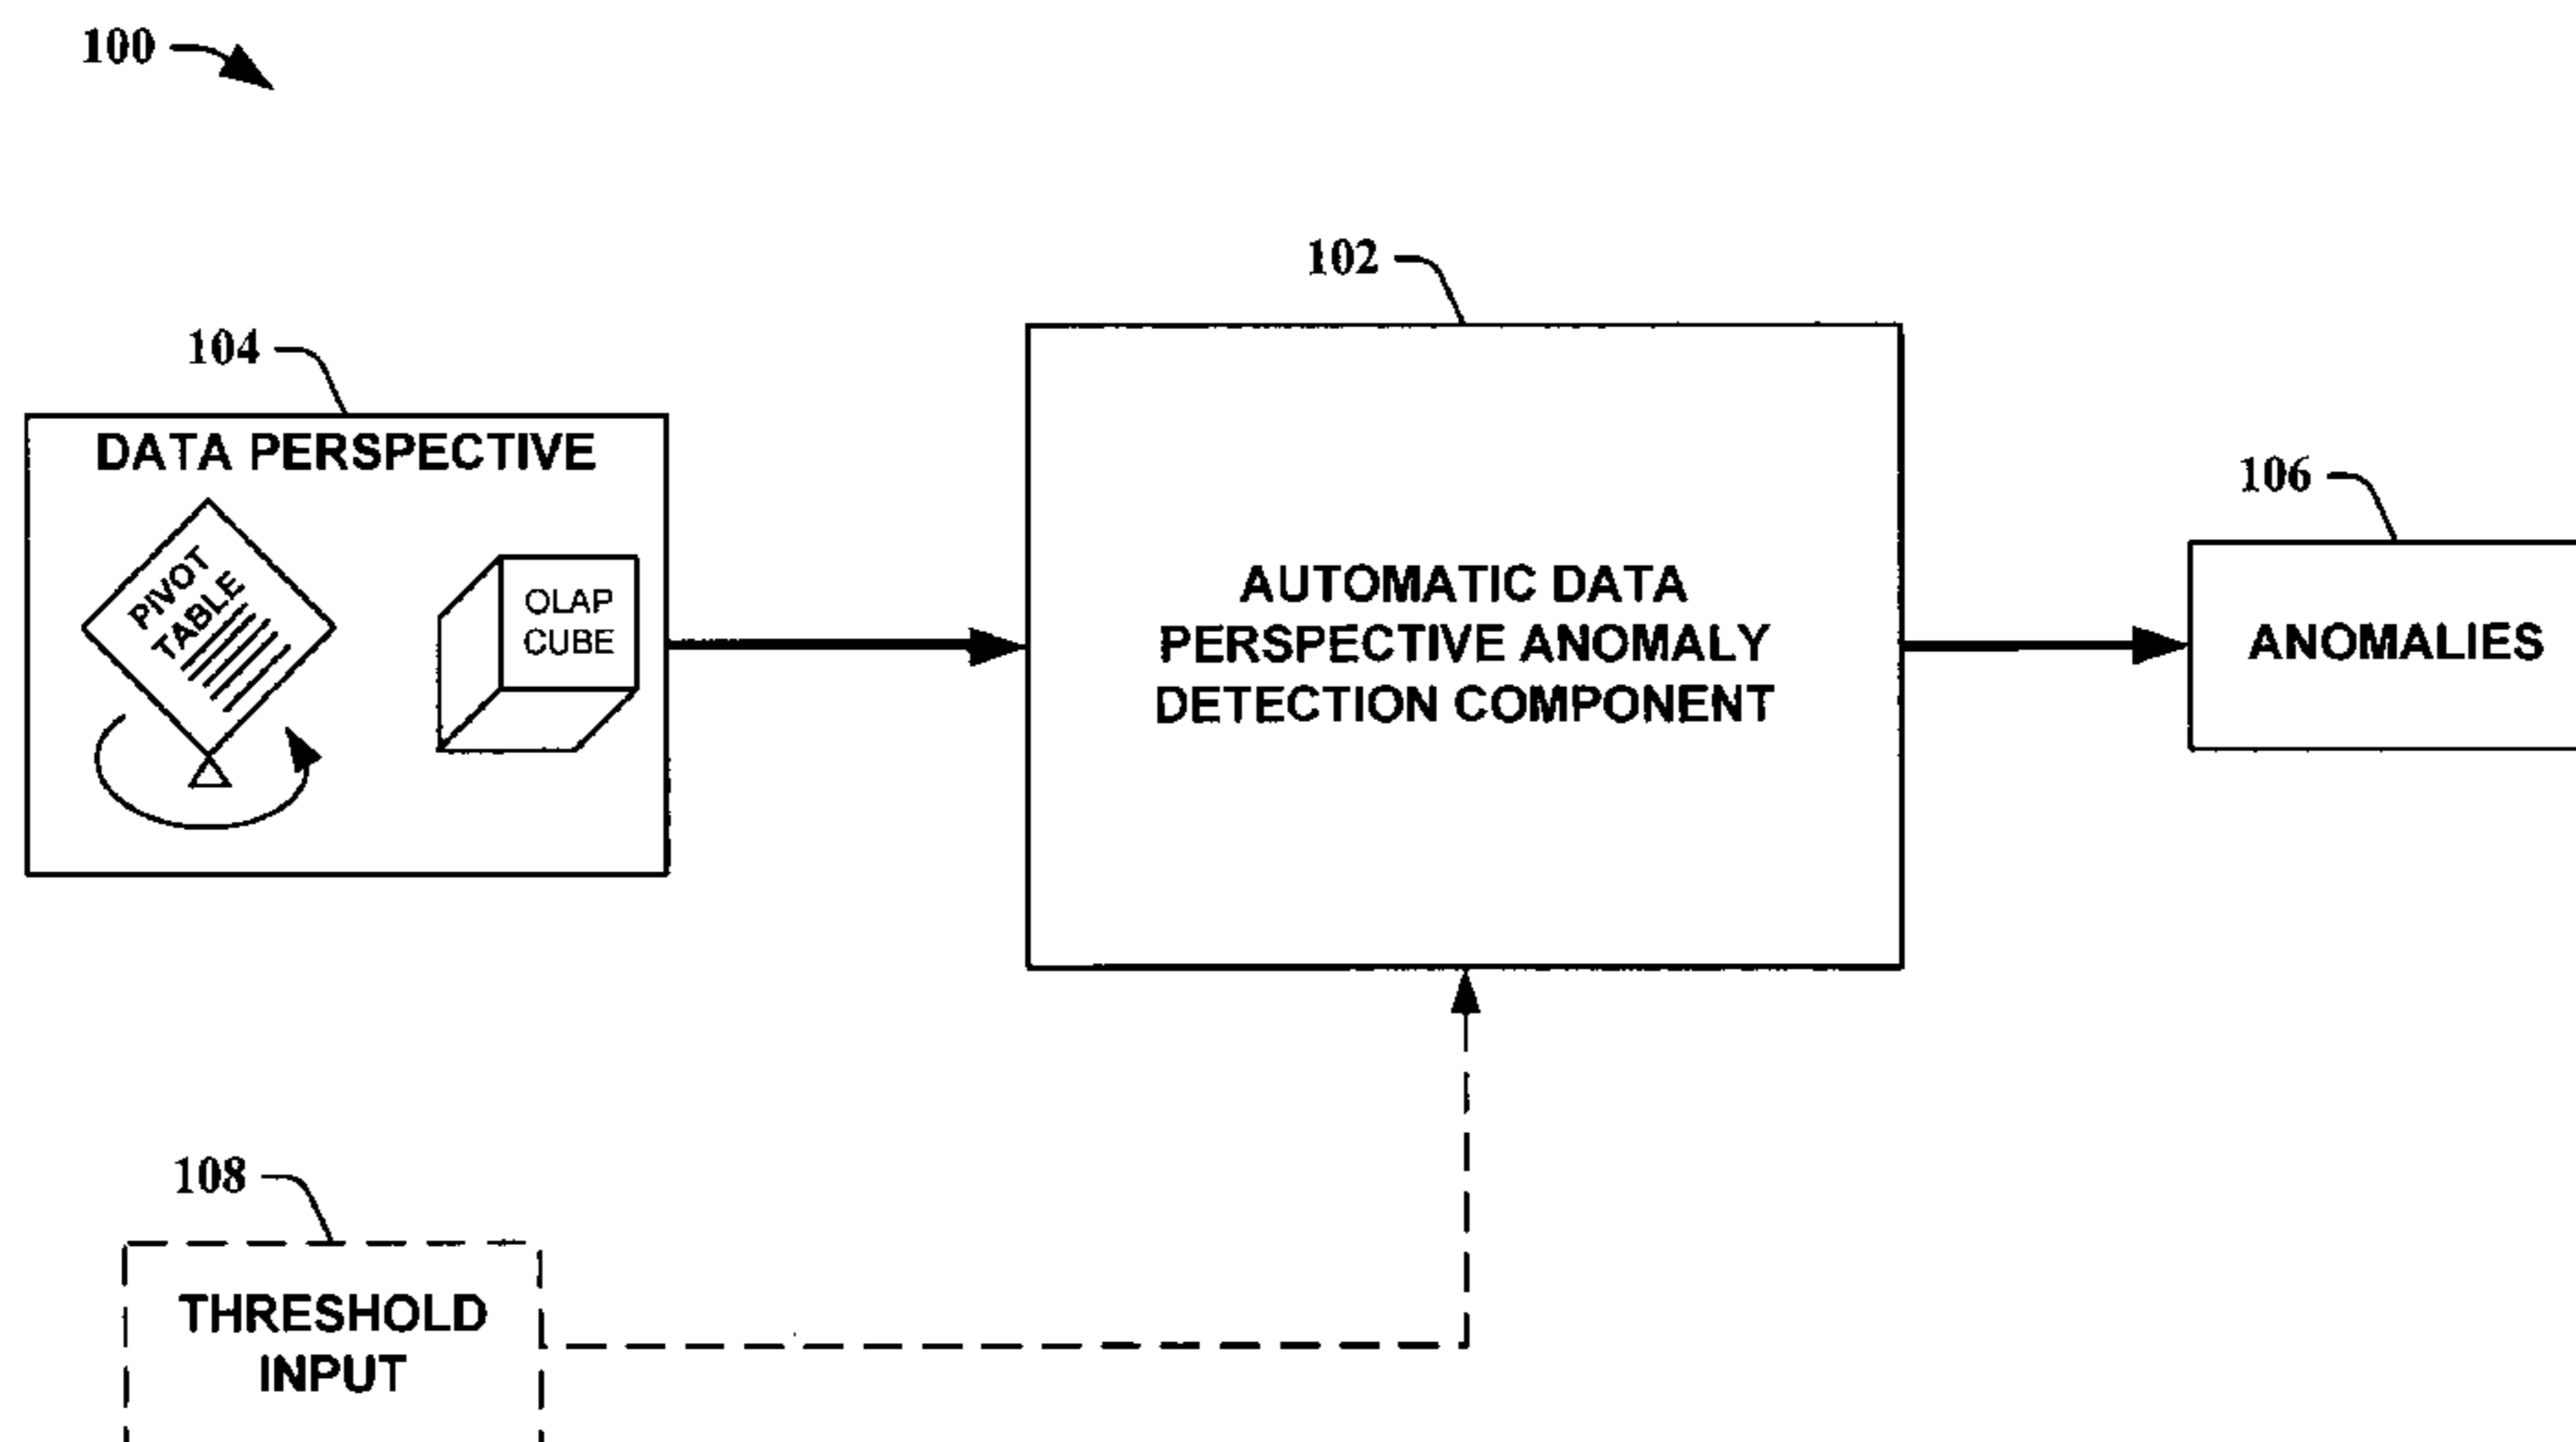 100
102
104
DATA PERSPECTIVE
PIVOT
TABLE
OLAP
CUBE
AUTOMATIC DATA
PERSPECTIVE ANOMALY
DETECTION COMPONENT
106
ANOMALIES
108
THRESHOLD
INPUT